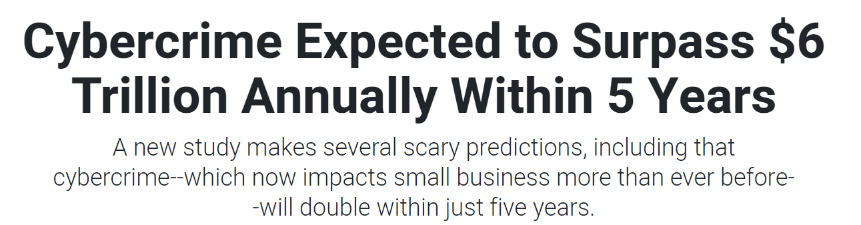 Cybercrime Expected to Surpass $6
Trillion Annually Within 5 Years
A new study makes several scary predictions, including that
cybercrime--which now impacts small business more than ever before-
-will double within just five years.